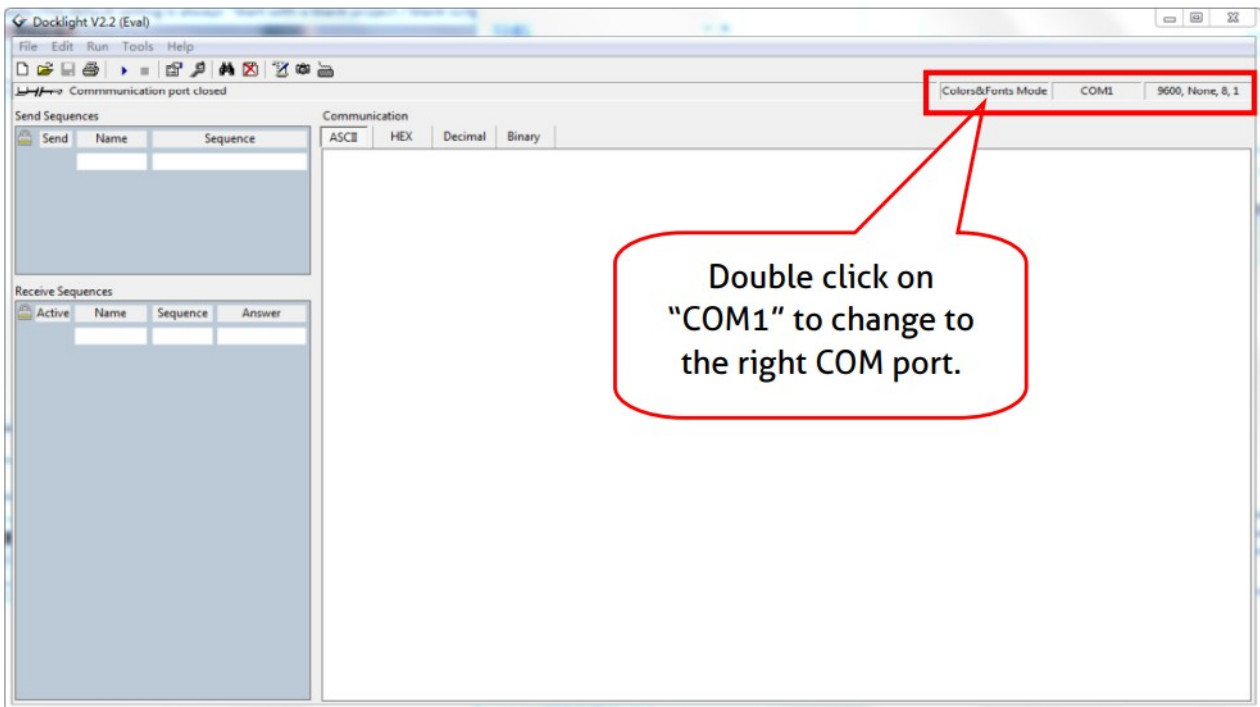 Docklight V2.2 (Eval)
File Edit Run Tools Help
Commmunication port closed
Colors&Fonts Mode COM1 9600, None, 8, 1
Send Sequences
Send Name Sequence
Communication
ASCII HEX Decimal Binary
Double click on
“COM1” to change to
the right COM port.
Receive Sequences
Active Name Sequence Answer